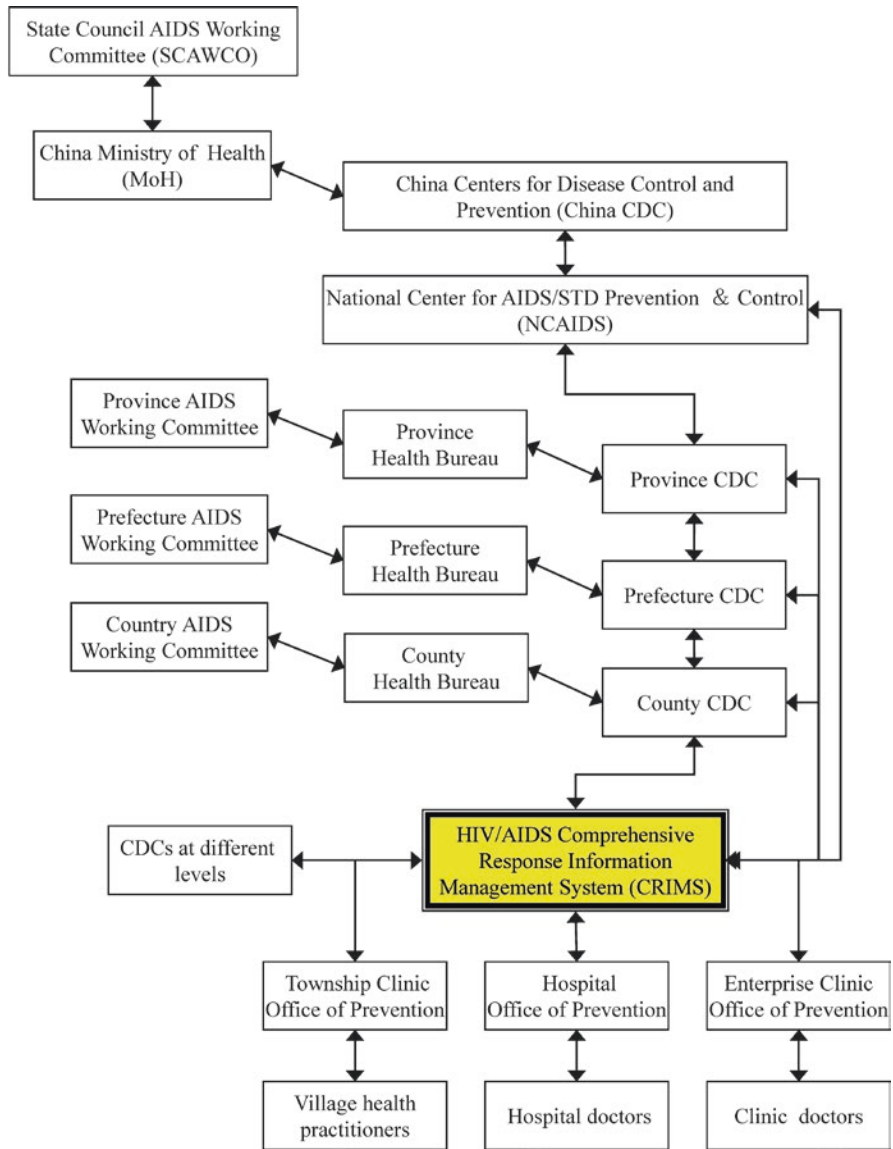 State Council AIDS Working
Committee (SCAWCO)
China Ministry of Health
(MoH)
China Centers for Disease Control and
Prevention (China CDC)
National Center for AIDS/STD Prevention & Control
(NCAIDS)
Province AIDS
Working Committee
Province
Health Bureau
Province CDC
Prefecture AIDS
Working Committee
Prefecture
Health Bureau
Prefecture CDC
Country AIDS
Working Committee
County
Health Bureau
County CDC
CDCs at different
levels
HIV/AIDS Comprehensive
Response Information
Management System (CRIMS)
Township Clinic
Office of Prevention
Hospital
Office of Prevention
Enterprise Clinic
Office of Prevention
Village health
practitioners
Hospital doctors
Clinic doctors